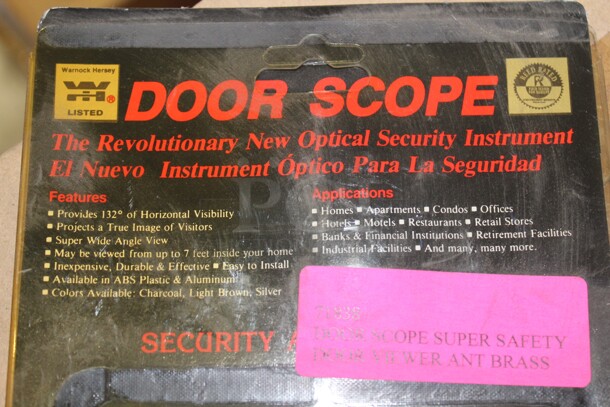 Warnock Hersey
WH ®
LISTED
DOOR SCOPE
The Revolutionary New Optical Security Instrument
El Nuevo Instrument Óptico Para La Seguridad
Features
▪ Provides 132° of Horizontal Visibility
▪ Projects a True Image of Visitors
▪ Super Wide Angle View
▪ May be viewed from up to 7 feet inside your home
▪ Inexpensive, Durable & Effective ▪ Easy to Install
▪ Available in ABS Plastic & Aluminum
▪ Colors Available: Charcoal, Light Brown, Silver
Applications
▪ Homes ▪ Apartments ▪ Condos ▪ Offices
▪ Hotels ▪ Motels ▪ Restaurants ▪ Retail Stores
Banks & Financial Institutions ▪ Retirement Facilities
Industrial Facilities ▪ And many, many more.
SECURITY
DOOR SCOPE SUPER SAFETY
DOOR VIEWER ANT BRASS